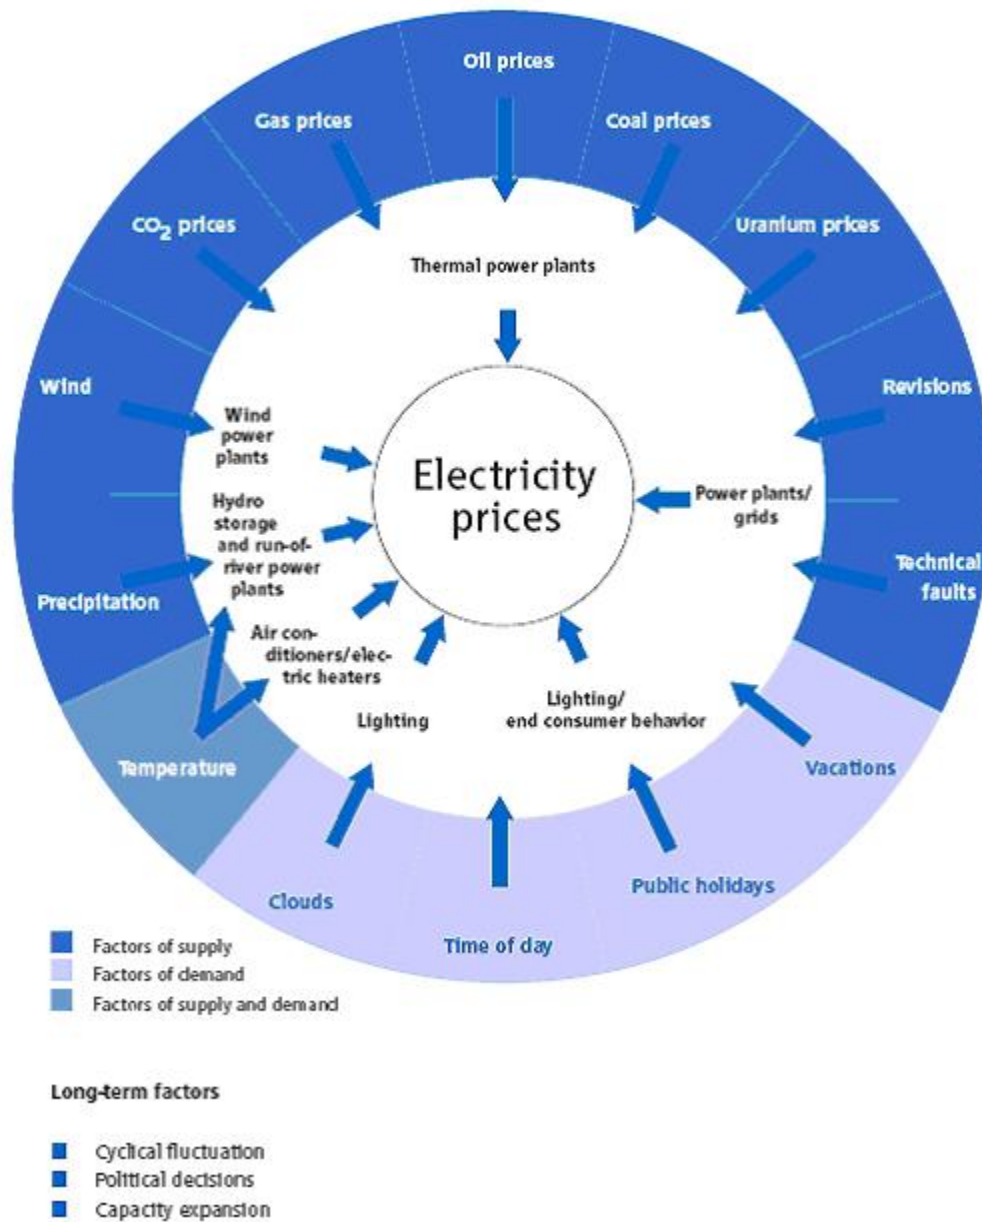 Oil prices
Gas prices
Coal prices
CO₂ prices
Uranium prices
Thermal power plants
Wind
Revisions
Wind
power
plants
Electricity
prices
Hydro
storage
and run-of-
river power
plants
Power plants/
grids
Precipitation
Technical
faults
Air con-
ditioners/elec-
tric heaters
Lighting
Lighting/
end consumer behavior
Temperature
Vacations
Clouds
Public holidays
Time of day
Factors of supply
Factors of demand
Factors of supply and demand
Long-term factors
Cyclical fluctuation
Political decisions
Capacity expansion